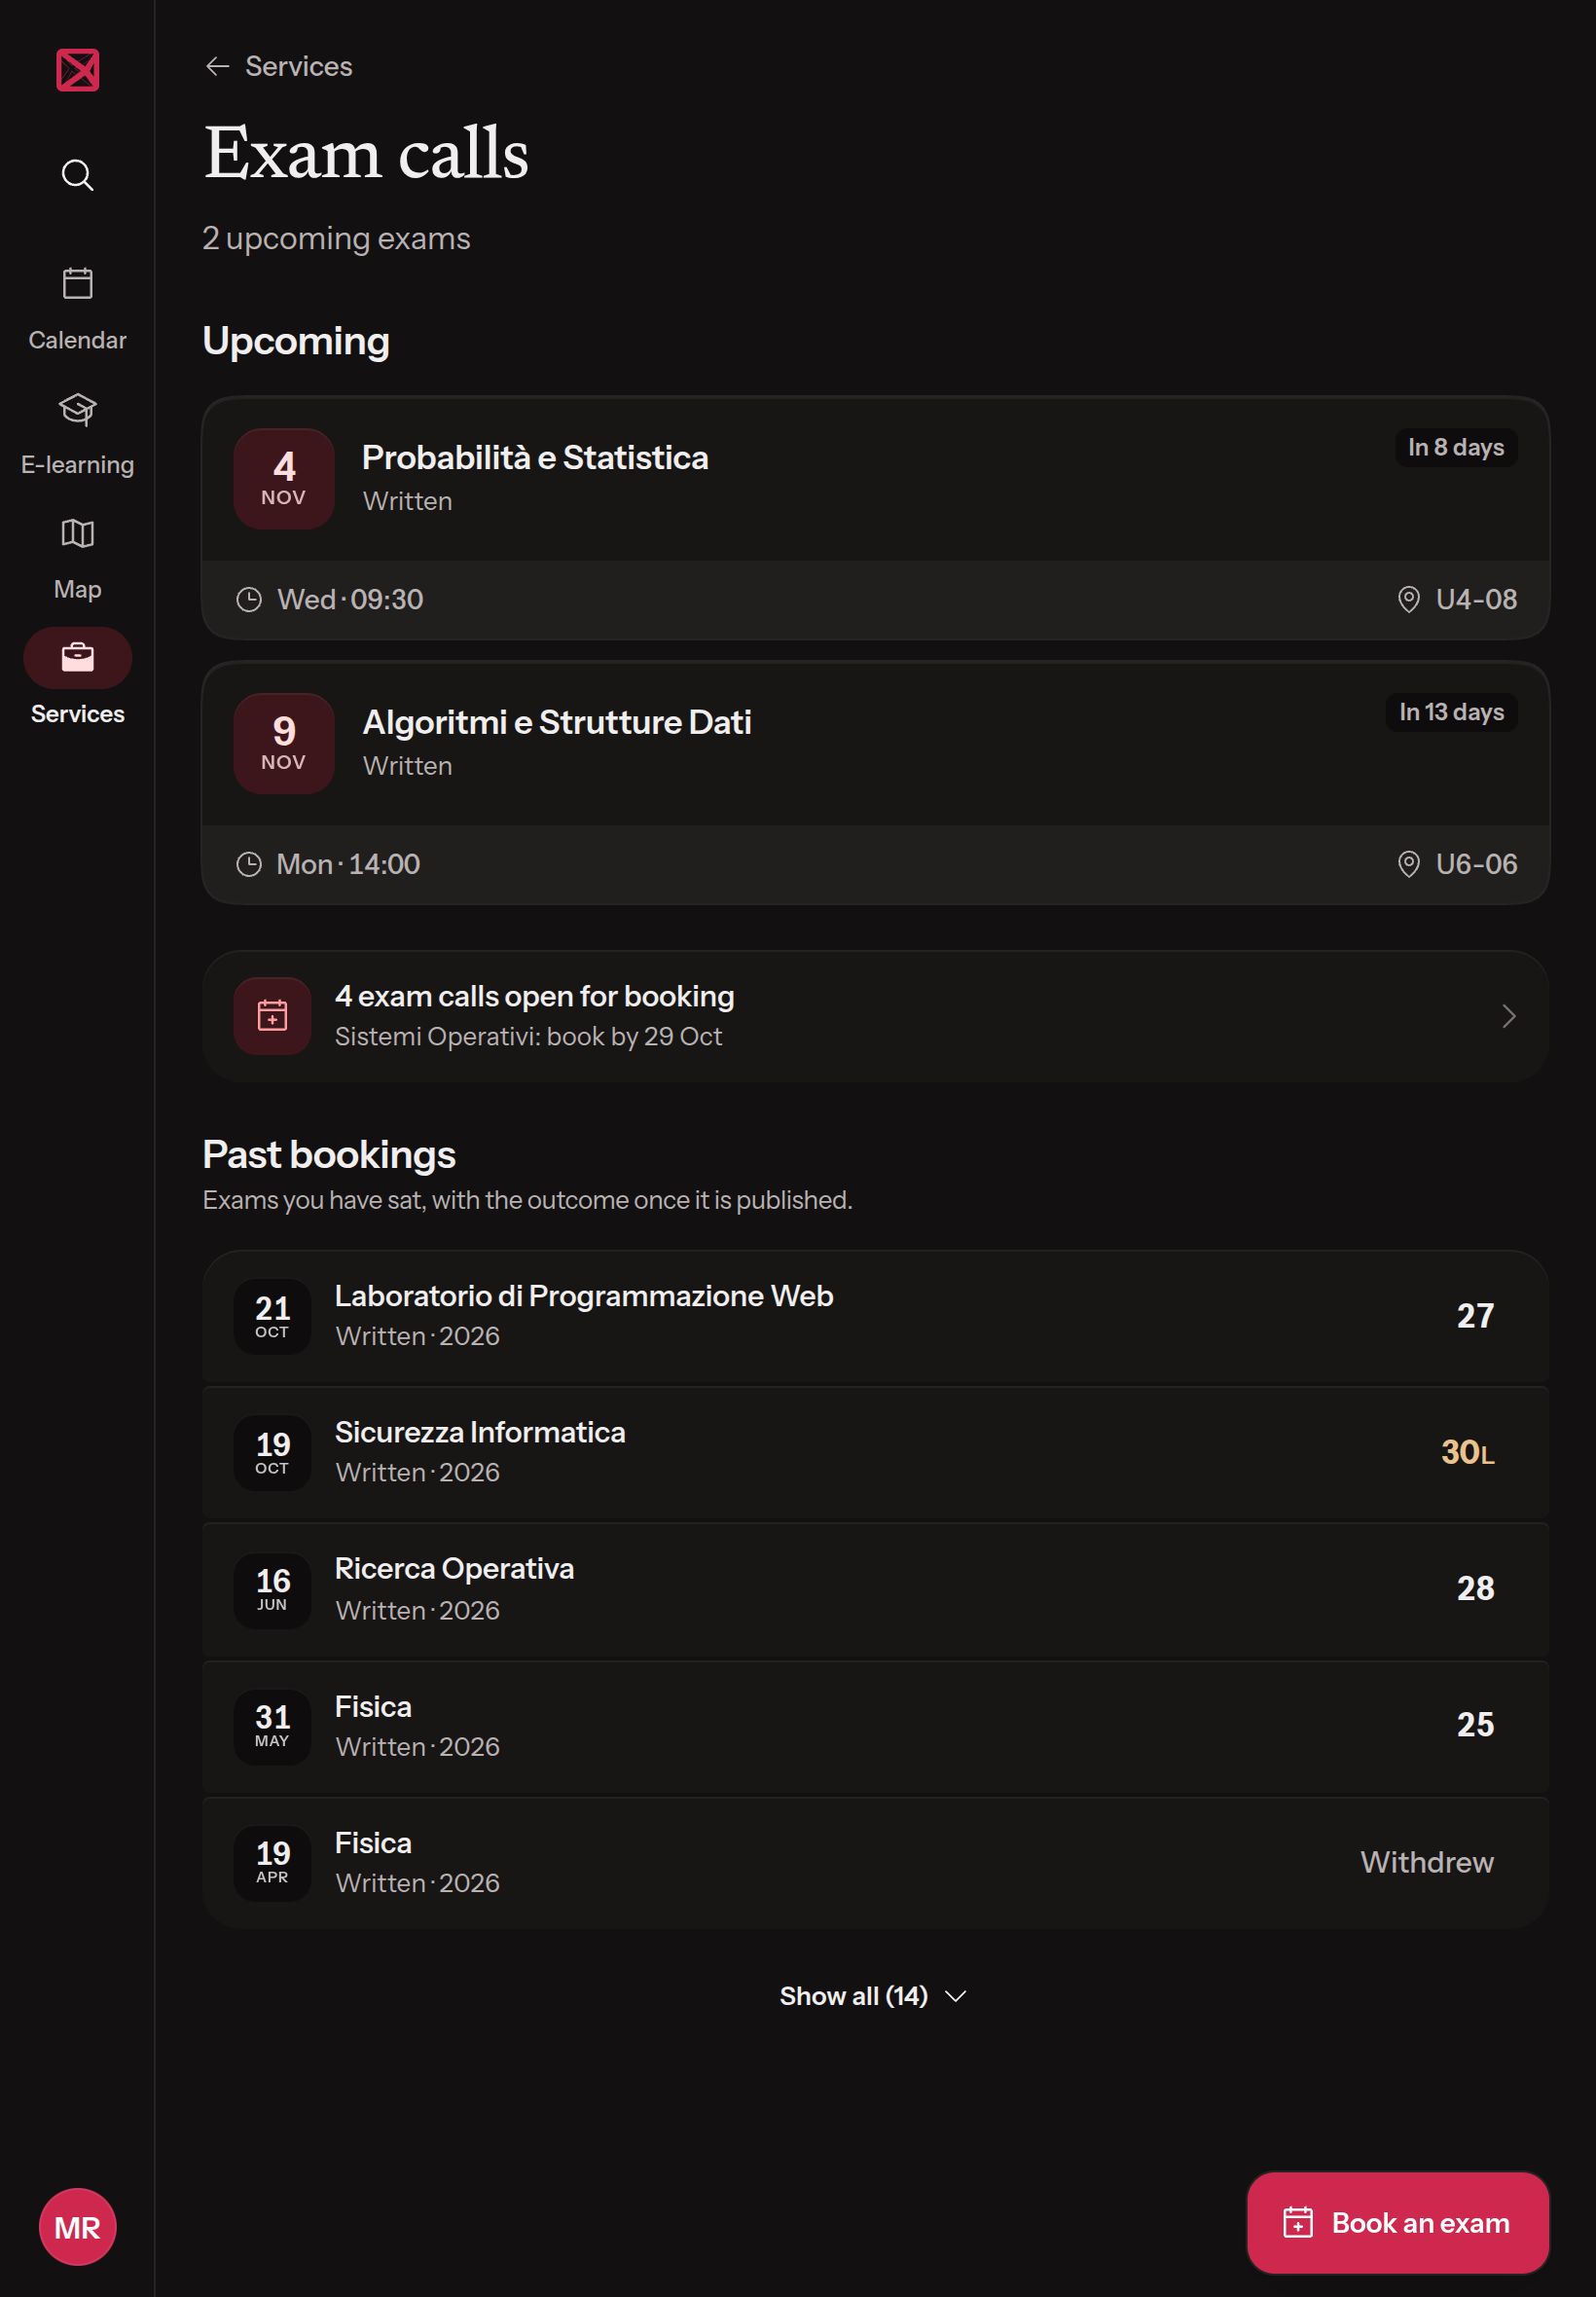 Services
Exam calls
2 upcoming exams
Calendar
E-learning
Map
Services
Upcoming
4
NOV
Probabilità e Statistica
Written
In 8 days
Wed · 09:30
U4-08
9
NOV
Algoritmi e Strutture Dati
Written
In 13 days
Mon · 14:00
U6-06
4 exam calls open for booking
Sistemi Operativi: book by 29 Oct
Past bookings
Exams you have sat, with the outcome once it is published.
21
OCT
Laboratorio di Programmazione Web
Written · 2026
27
19
OCT
Sicurezza Informatica
Written · 2026
30L
16
JUN
Ricerca Operativa
Written · 2026
28
31
MAY
Fisica
Written · 2026
25
19
APR
Fisica
Written · 2026
Withdrew
Show all (14)
MR
Book an exam